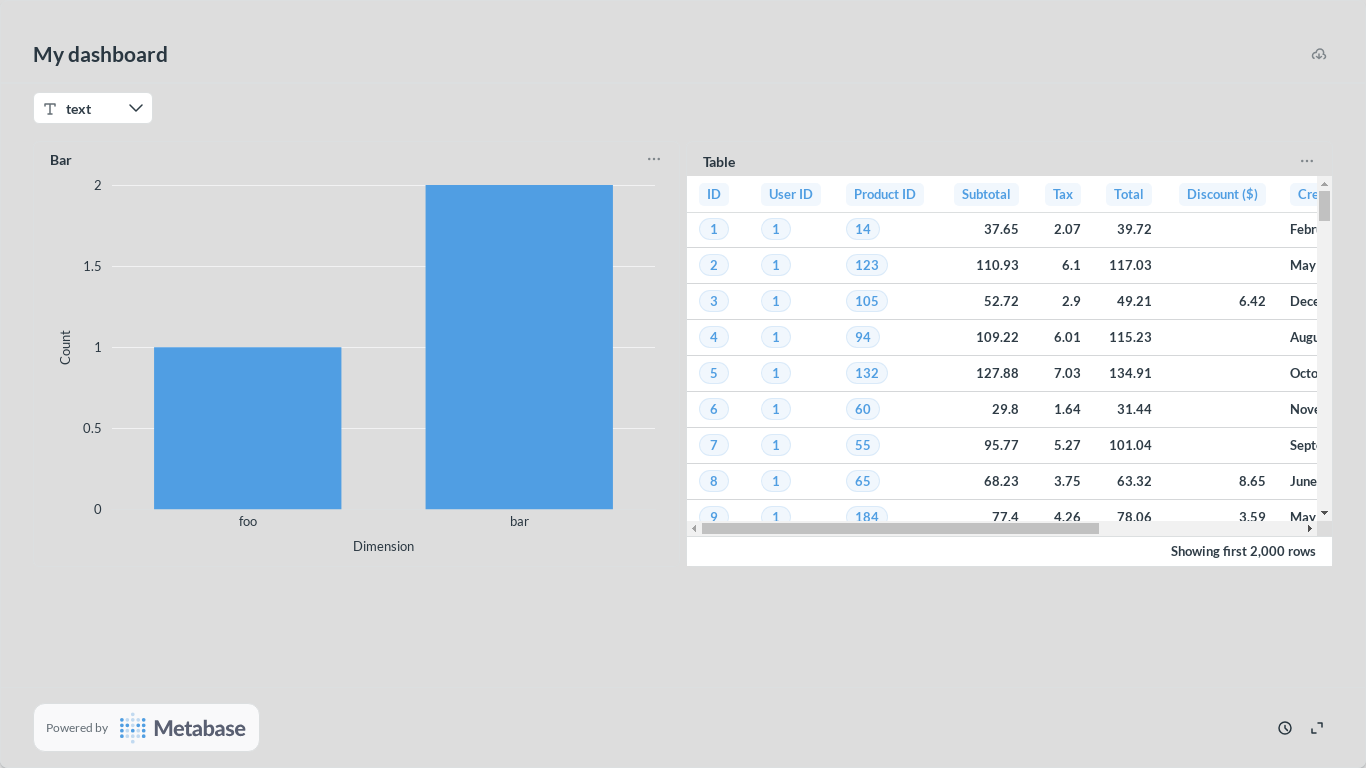 My dashboard
text
Bar
2
1.5
1
0.5
0
Count
foo bar
Dimension
Table
ID User ID Product ID Subtotal Tax Total Discount ($) Cre
1 1 14 37.65 2.07 39.72 Febr
2 1 123 110.93 6.1 117.03 May
3 1 105 52.72 2.9 49.21 6.42 Dece
4 1 94 109.22 6.01 115.23 Augu
5 1 132 127.88 7.03 134.91 Octo
6 1 60 29.8 1.64 31.44 Nove
7 1 55 95.77 5.27 101.04 Septe
8 1 65 68.23 3.75 63.32 8.65 June
9 1 184 77.4 4.26 78.06 3.59 May
Showing first 2,000 rows
Powered by Metabase